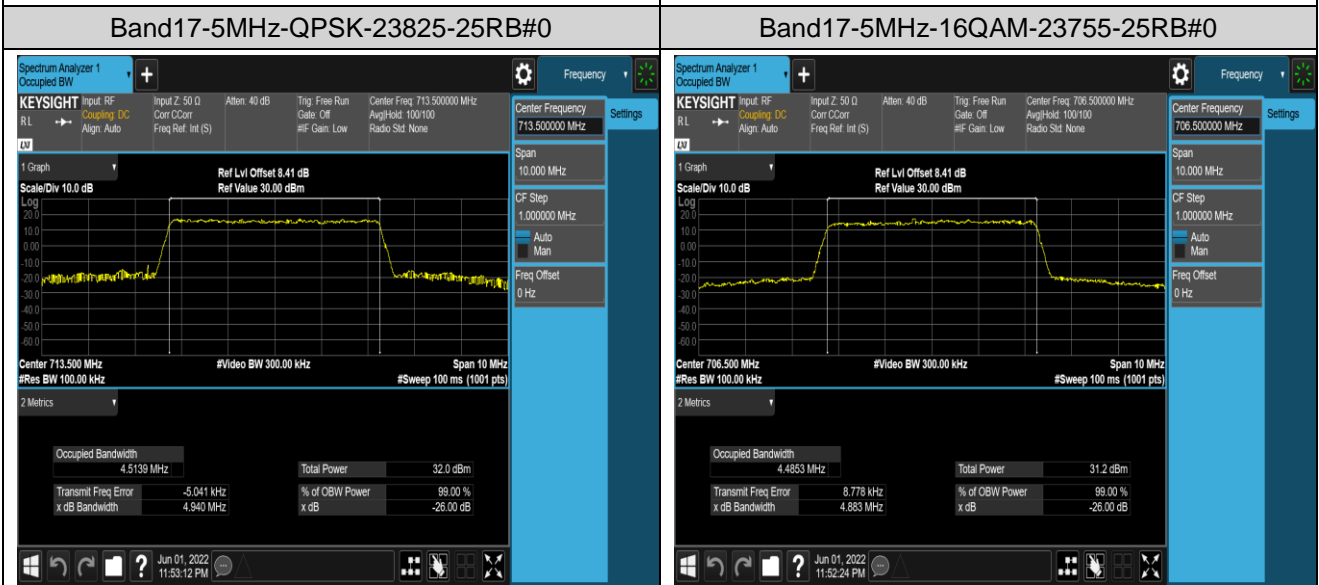 Band17-5MHz-QPSK-23825-25RB#0
Spectrum Analyzer 1
Occupied BW
+
Frequency
KEYSIGHT Input: RF Input Z: 50 Ω Atten: 40 dB Trig: Free Run Center Freq: 713.500000 MHz
RL Coupling: DC Corr CCorr Gate: Off Avg|Hold: 100/100
Align: Auto Freq Ref: Int (S) #IF Gain: Low Radio Std: None
LXI
Center Frequency
713.500000 MHz
Settings
Span
10.000 MHz
CF Step
1.000000 MHz
Auto
Man
Freq Offset
0 Hz
1 Graph
Ref Lvl Offset 8.41 dB
Scale/Div 10.0 dB Ref Value 30.00 dBm
Log
20.0
10.0
0.00
-10.0
-20.0
-30.0
-40.0
-50.0
-60.0
Center 713.500 MHz #Video BW 300.00 kHz Span 10 MHz
#Res BW 100.00 kHz #Sweep 100 ms (1001 pts)
2 Metrics
Occupied Bandwidth
4.5139 MHz Total Power 32.0 dBm
Transmit Freq Error -5.041 kHz % of OBW Power 99.00 %
x dB Bandwidth 4.940 MHz x dB -26.00 dB
? Jun 01, 2022
11:53:12 PM
Band17-5MHz-16QAM-23755-25RB#0
Spectrum Analyzer 1
Occupied BW
+
Frequency
KEYSIGHT Input: RF Input Z: 50 Ω Atten: 40 dB Trig: Free Run Center Freq: 706.500000 MHz
RL Coupling: DC Corr CCorr Gate: Off Avg|Hold: 100/100
Align: Auto Freq Ref: Int (S) #IF Gain: Low Radio Std: None
LXI
Center Frequency
706.500000 MHz
Settings
Span
10.000 MHz
CF Step
1.000000 MHz
Auto
Man
Freq Offset
0 Hz
1 Graph
Ref Lvl Offset 8.41 dB
Scale/Div 10.0 dB Ref Value 30.00 dBm
Log
20.0
10.0
0.00
-10.0
-20.0
-30.0
-40.0
-50.0
-60.0
Center 706.500 MHz #Video BW 300.00 kHz Span 10 MHz
#Res BW 100.00 kHz #Sweep 100 ms (1001 pts)
2 Metrics
Occupied Bandwidth
4.4853 MHz Total Power 31.2 dBm
Transmit Freq Error 8.778 kHz % of OBW Power 99.00 %
x dB Bandwidth 4.883 MHz x dB -26.00 dB
? Jun 01, 2022
11:52:24 PM